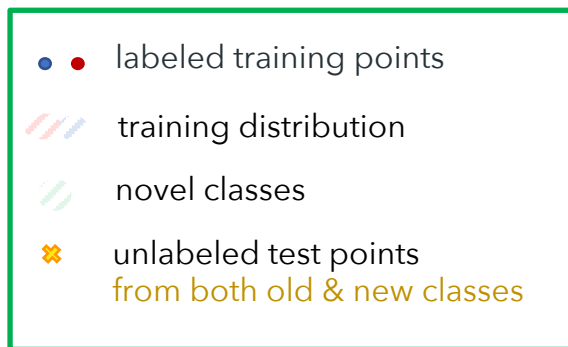 labeled training points
training distribution
novel classes
unlabeled test points
from both old & new classes